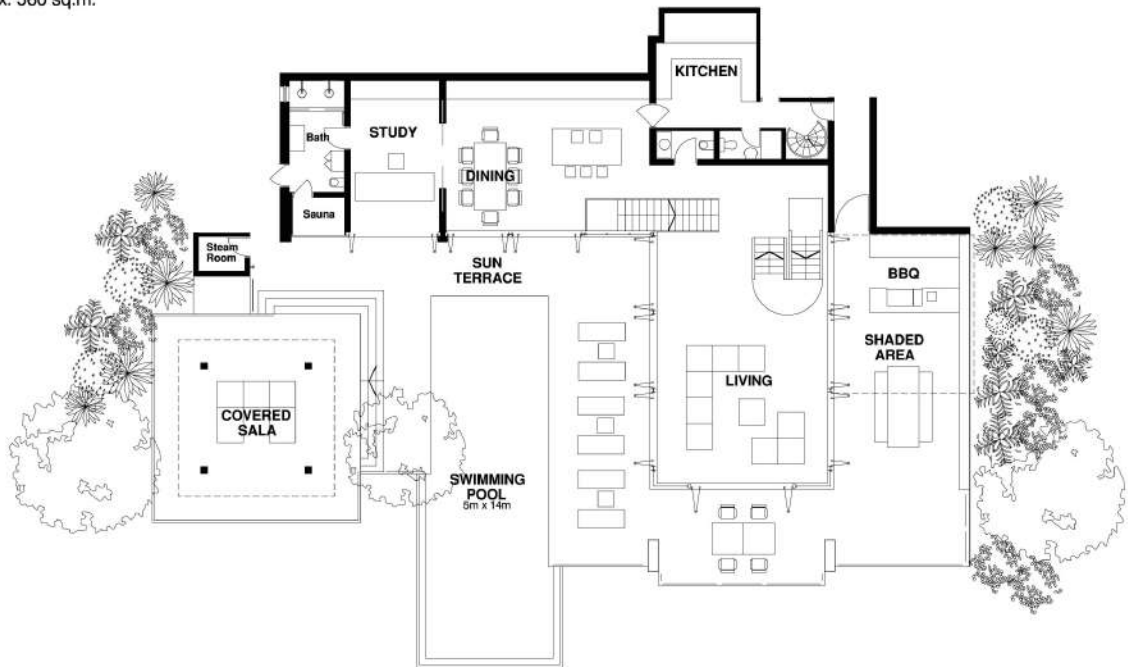 x. 560 sq.m.
KITCHEN
Bath
STUDY
DINING
Sauna
Steam
Room
SUN
TERRACE
BBQ
SHADED
AREA
LIVING
COVERED
SALA
SWIMMING
POOL
5m x 14m